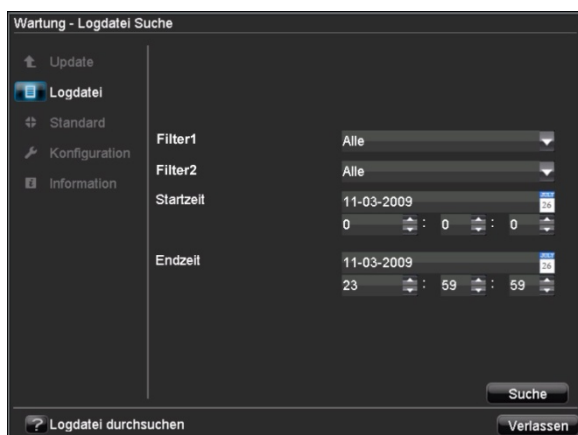 Wartung - Logdatei Suche
Update
Logdatei
Standard
Konfiguration
Information
Filter1 Alle
Filter2 Alle
Startzeit 11-03-2009
0 : 0 : 0
Endzeit 11-03-2009
23 : 59 : 59
Suche
? Logdatei durchsuchen Verlassen